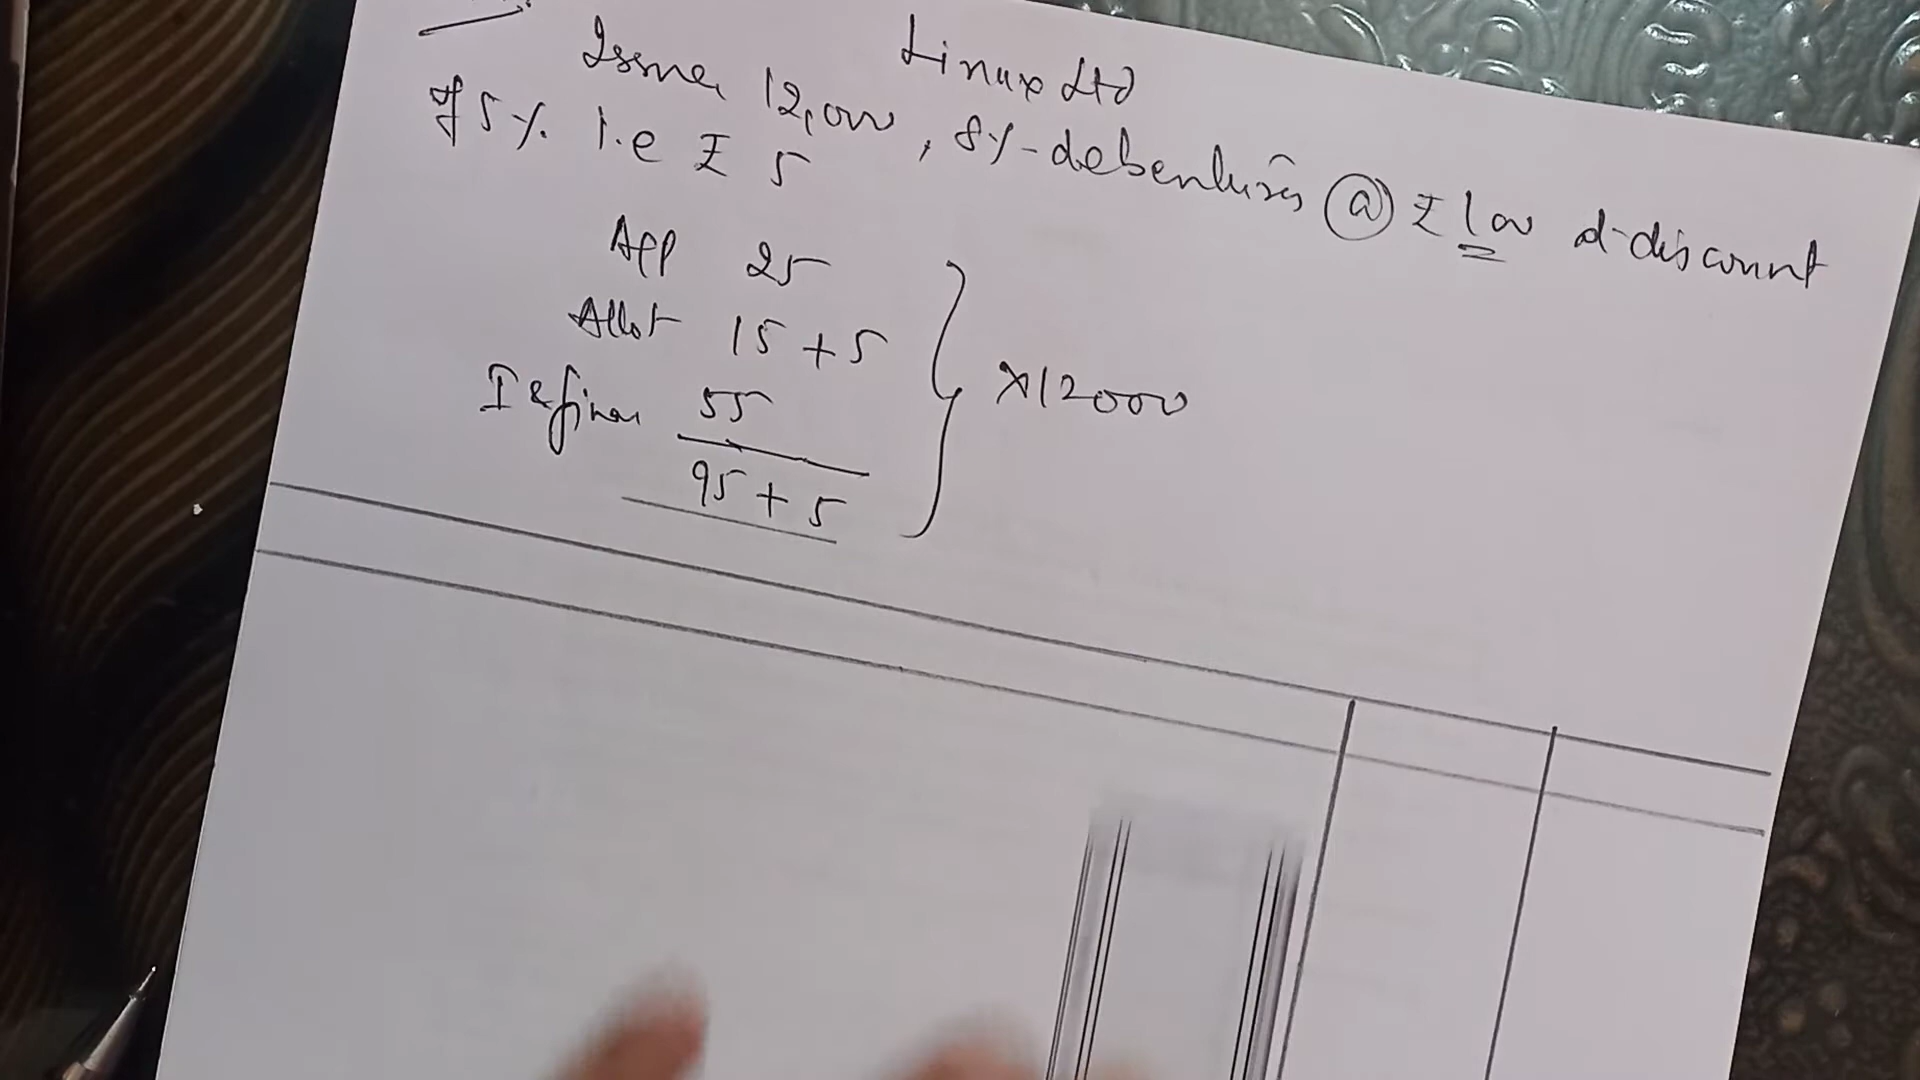 Linux Ltd
Issue 12,000, 8%-debentures @ ₹100 d-discount
of 5% i.e ₹ 5
App 25
Allot 15 + 5
I & final 55
95 + 5
} ×12000